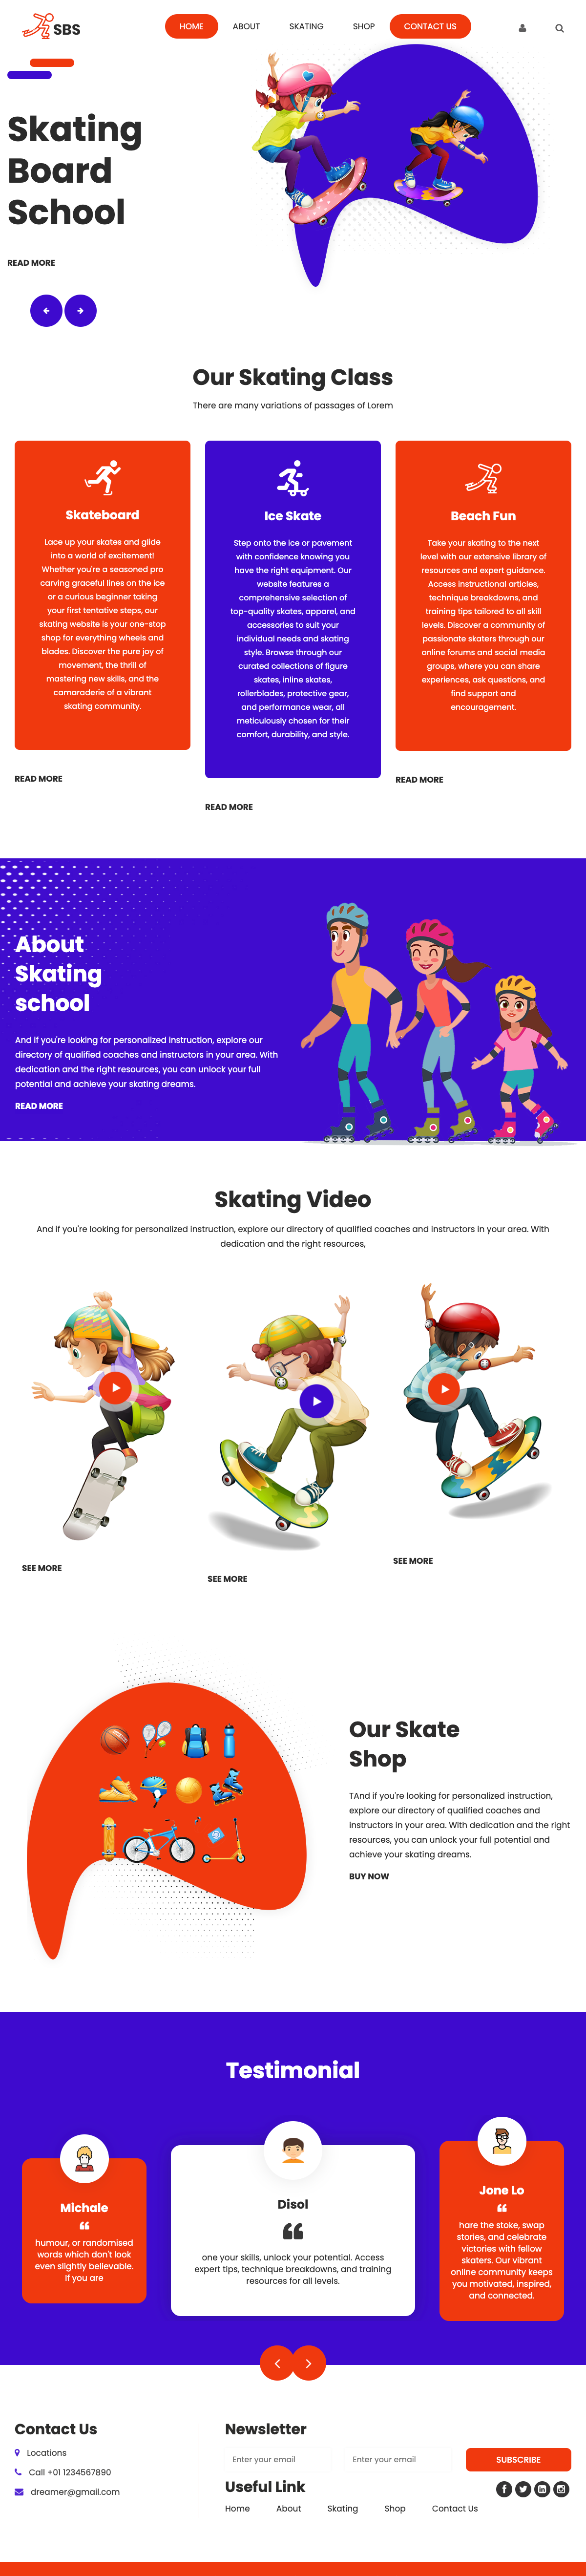 SBS
HOME
ABOUT
SKATING
SHOP
CONTACT US
Skating
Board
School
READ MORE
Our Skating Class
There are many variations of passages of Lorem
Skateboard
Lace up your skates and glide
into a world of excitement!
Whether you're a seasoned pro
carving graceful lines on the ice
or a curious beginner taking
your first tentative steps, our
skating website is your one-stop
shop for everything wheels and
blades. Discover the pure joy of
movement, the thrill of
mastering new skills, and the
camaraderie of a vibrant
skating community.
READ MORE
Ice Skate
Step onto the ice or pavement
with confidence knowing you
have the right equipment. Our
website features a
comprehensive selection of
top-quality skates, apparel, and
accessories to suit your
individual needs and skating
style. Browse through our
curated collections of figure
skates, inline skates,
rollerblades, protective gear,
and performance wear, all
meticulously chosen for their
comfort, durability, and style.
READ MORE
Beach Fun
Take your skating to the next
level with our extensive library of
resources and expert guidance.
Access instructional articles,
technique breakdowns, and
training tips tailored to all skill
levels. Discover a community of
passionate skaters through our
online forums and social media
groups, where you can share
experiences, ask questions, and
find support and
encouragement.
READ MORE
About
Skating
school
And if you're looking for personalized instruction, explore our
directory of qualified coaches and instructors in your area. With
dedication and the right resources, you can unlock your full
potential and achieve your skating dreams.
READ MORE
Skating Video
And if you're looking for personalized instruction, explore our directory of qualified coaches and instructors in your area. With
dedication and the right resources,
SEE MORE
SEE MORE
SEE MORE
Our Skate
Shop
TAnd if you're looking for personalized instruction,
explore our directory of qualified coaches and
instructors in your area. With dedication and the right
resources, you can unlock your full potential and
achieve your skating dreams.
BUY NOW
Testimonial
Michale
humour, or randomised
words which don't look
even slightly believable.
If you are
Disol
one your skills, unlock your potential. Access
expert tips, technique breakdowns, and training
resources for all levels.
Jone Lo
hare the stoke, swap
stories, and celebrate
victories with fellow
skaters. Our vibrant
online community keeps
you motivated, inspired,
and connected.
Contact Us
Locations
Call +01 1234567890
dreamer@gmail.com
Newsletter
Enter your email
Enter your email
SUBSCRIBE
Useful Link
Home
About
Skating
Shop
Contact Us